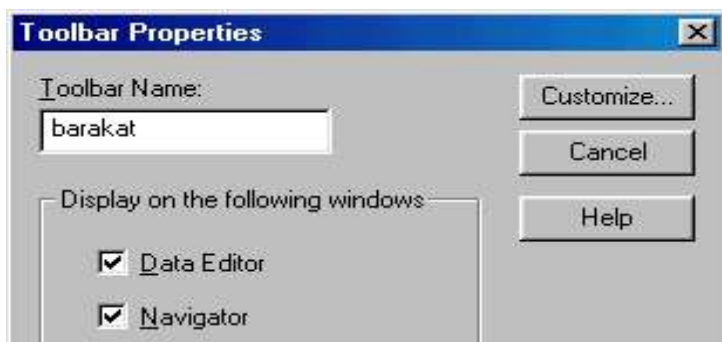 Toolbar Properties
Toolbar Name:
barakat
Customize...
Cancel
Help
Display on the following windows
Data Editor
Navigator